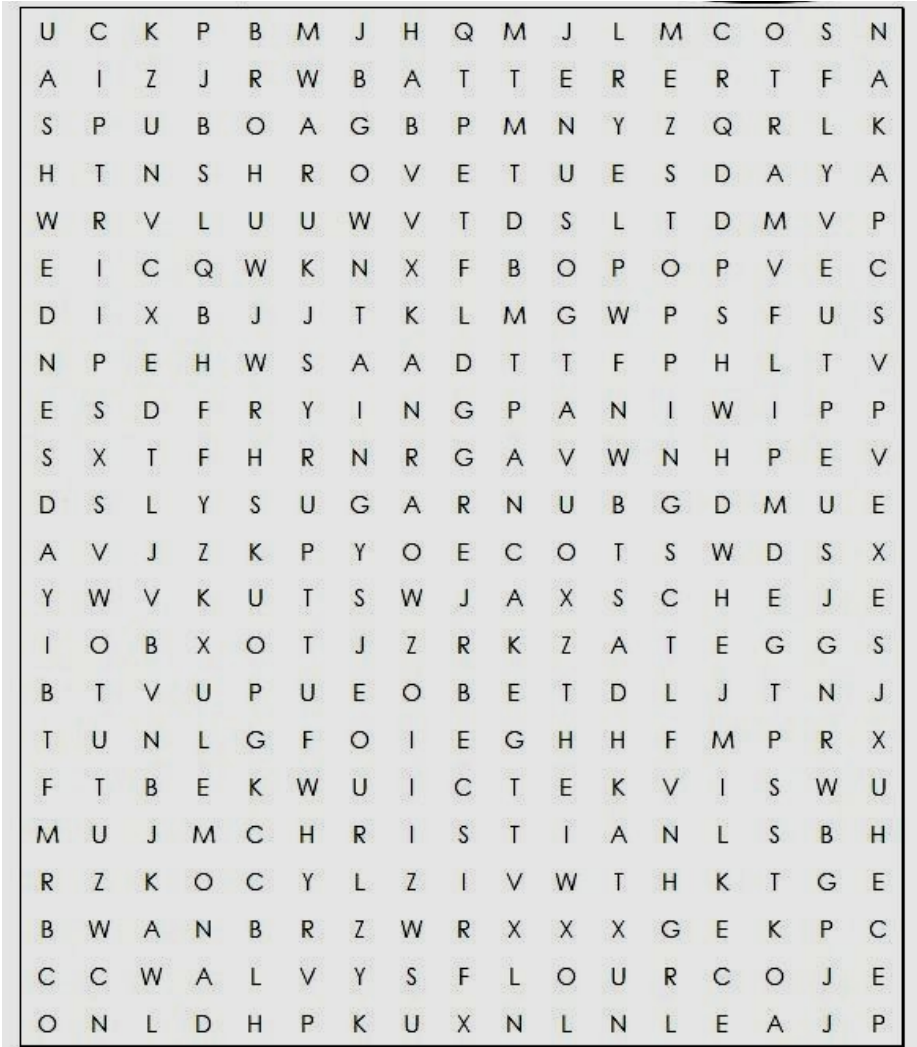 U C K P B M J H Q M J L M C O S N
A I Z J R W B A T T E R E R T F A
S P U B O A G B P M N Y Z Q R L K
H T N S H R O V E T U E S D A Y A
W R V L U U W V T D S L T D M V P
E I C Q W K N X F B O P O P V E C
D I X B J J T K L M G W P S F U S
N P E H W S A A D T T F P H L T V
E S D F R Y I N G P A N I W I P P
S X T F H R N R G A V W N H P E V
D S L Y S U G A R N U B G D M U E
A V J Z K P Y O E C O T S W D S X
Y W V K U T S W J A X S C H E J E
I O B X O T J Z R K Z A T E G G S
B T V U P U E O B E T D L J T N J
T U N L G F O I E G H H F M P R X
F T B E K W U I C T E K V I S W U
M U J M C H R I S T I A N L S B H
R Z K O C Y L Z I V W T H K T G E
B W A N B R Z W R X X X G E K P C
C C W A L V Y S F L O U R C O J E
O N L D H P K U X N L N L E A J P